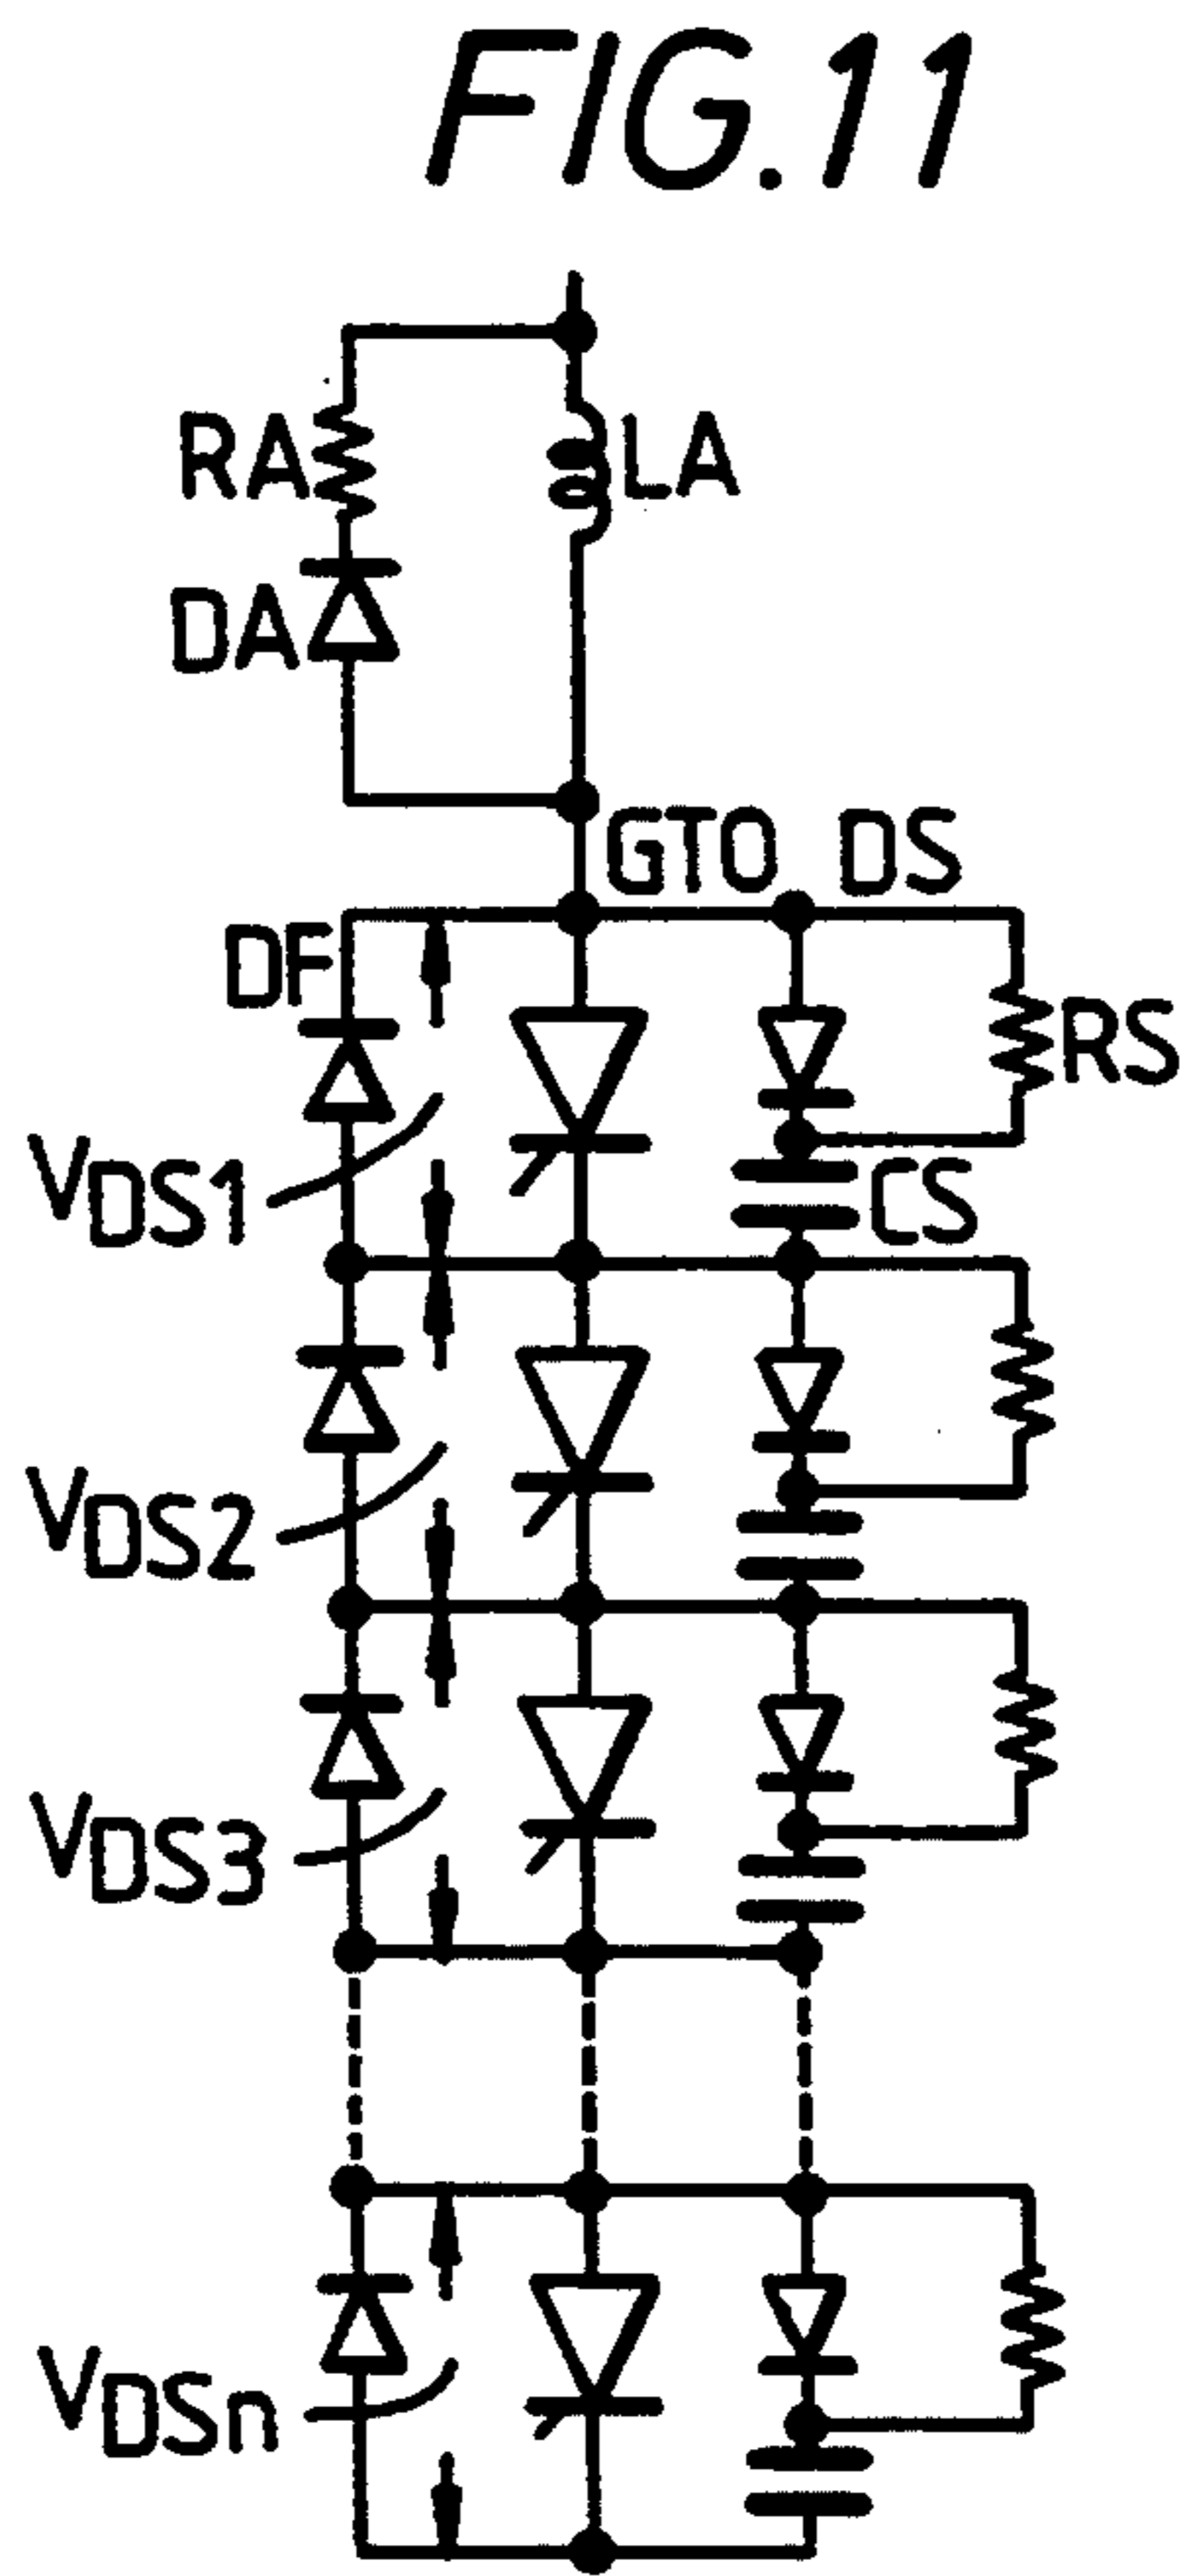 FIG.11
RA LA
DA
GTO DS
DF
RS
VDS1
CS
VDS2
VDS3
VDSn